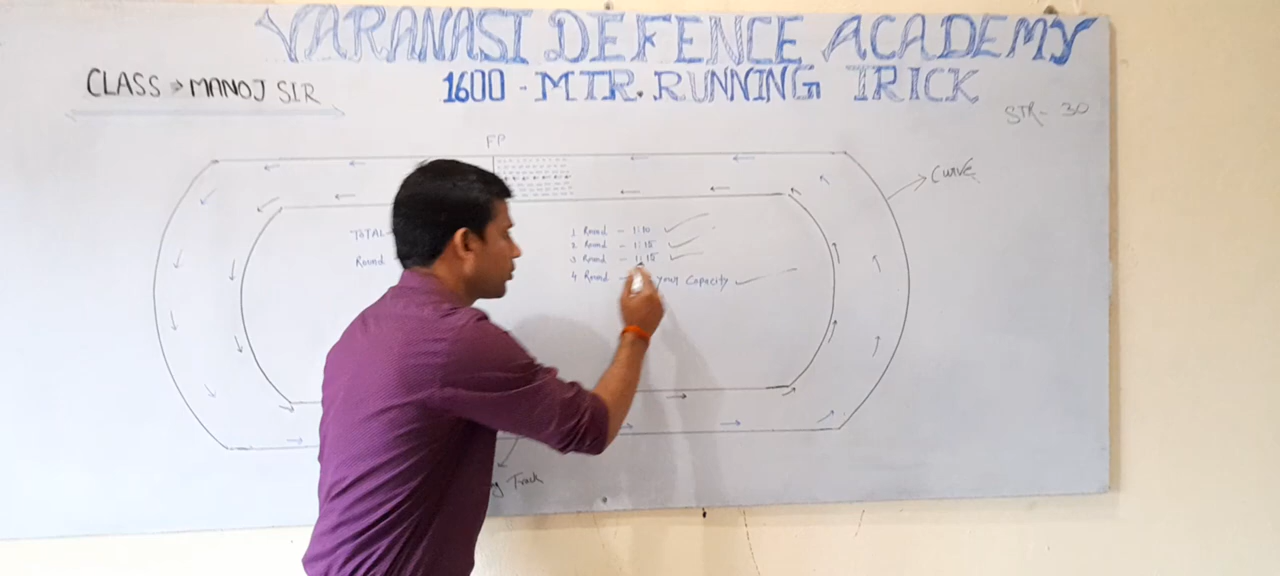 VARANASI DEFENCE ACADEMY
1600 - MTR. RUNNING TRICK
CLASS → MANOJ SIR
STR - 30
FP
CURVE
TOTAL -
Round
1 Round - 1:10
2 Round - 1:15
3 Round - 1:15
4 Round - your Capacity
Track